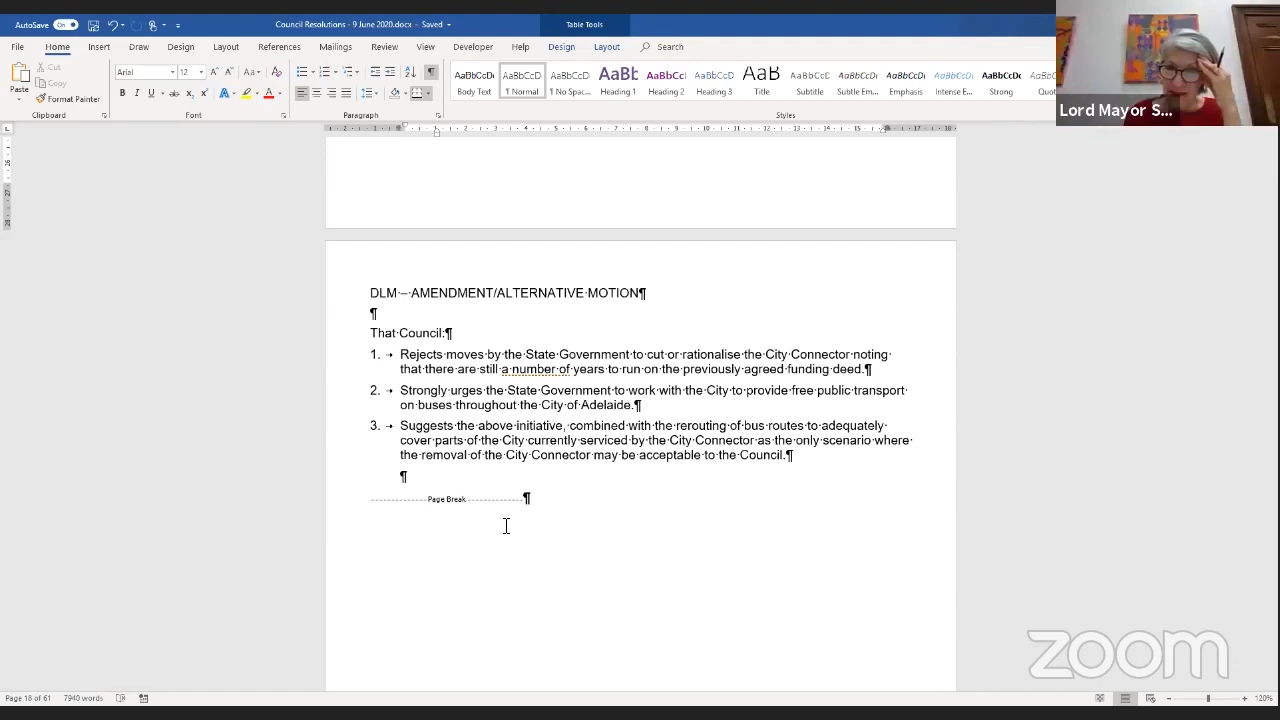 AutoSave On Council Resolutions - 9 June 2020.docx - Saved Table Tools
File Home Insert Draw Design Layout References Mailings Review View Developer Help Design Layout Search
Paste Cut Copy Format Painter
Arial 12
AaBbCcDc AaBbCcD AaBbCcD AaBb AaBbCc AaBbCcD AaB AaBbCcD AaBbCcDt AaBbCcDt AaBbCcDt AaBbCcD
Body Text ¶ Normal ¶ No Spac... Heading 1 Heading 2 Heading 3 Title Subtitle Subtle Em... Emphasis Intense E... Strong Quot
Clipboard Font Paragraph Styles
Lord Mayor S...
DLM – AMENDMENT/ALTERNATIVE MOTION¶
¶
That Council:¶
1. Rejects moves by the State Government to cut or rationalise the City Connector noting
that there are still a number of years to run on the previously agreed funding deed.¶
2. Strongly urges the State Government to work with the City to provide free public transport
on buses throughout the City of Adelaide.¶
3. Suggests the above initiative, combined with the rerouting of bus routes to adequately
cover parts of the City currently serviced by the City Connector as the only scenario where
the removal of the City Connector may be acceptable to the Council.¶
¶
Page Break ¶
zoom
Page 18 of 61 7940 words 120%